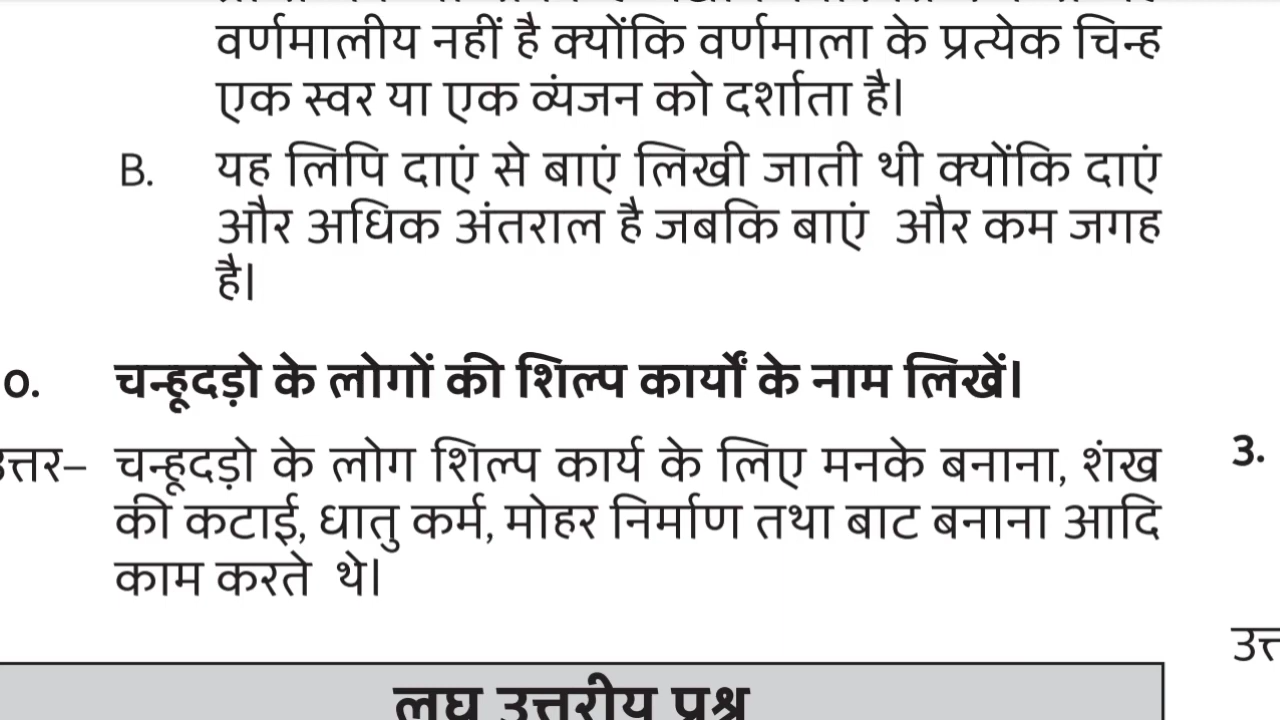 वर्णमालीय नहीं है क्योंकि वर्णमाला के प्रत्येक चिन्ह
एक स्वर या एक व्यंजन को दर्शाता है।
B. यह लिपि दाएं से बाएं लिखी जाती थी क्योंकि दाएं
और अधिक अंतराल है जबकि बाएं और कम जगह
है।
0. चन्हूदड़ो के लोगों की शिल्प कार्यों के नाम लिखें।
उत्तर– चन्हूदड़ो के लोग शिल्प कार्य के लिए मनके बनाना, शंख
की कटाई, धातु कर्म, मोहर निर्माण तथा बाट बनाना आदि
काम करते थे।
लघु उत्तरीय प्रश्न
3.
उत्त